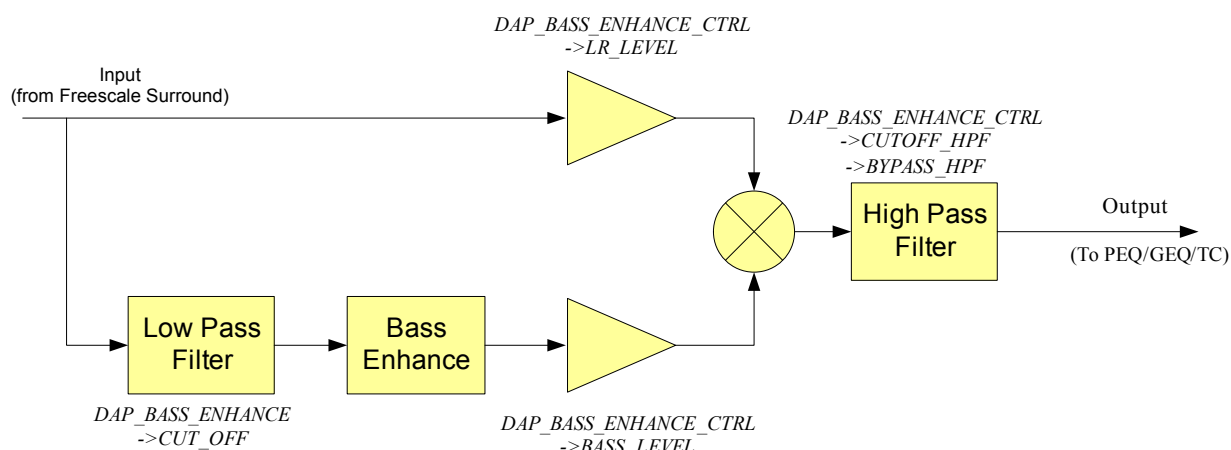 DAP_BASS_ENHANCE_CTRL
->LR_LEVEL
Input
(from Freescale Surround)
DAP_BASS_ENHANCE_CTRL
->CUTOFF_HPF
->BYPASS_HPF
High Pass
Filter
Output
(To PEQ/GEQ/TC)
Low Pass
Filter
Bass
Enhance
DAP_BASS_ENHANCE
->CUT_OFF
DAP_BASS_ENHANCE_CTRL
->BASS_LEVEL